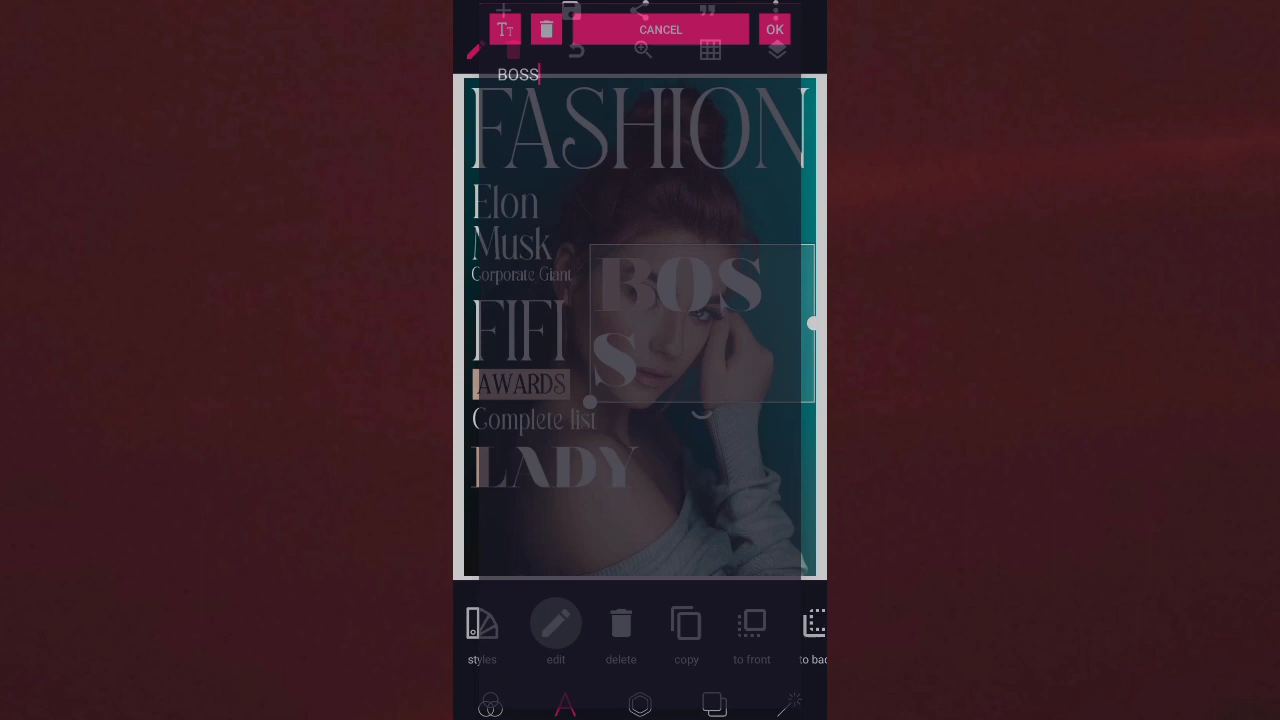 CANCEL
OK
BOSS
FASHION
Elon
Musk
Corporate Giant
BOS
S
FIFI
AWARDS
Complete list
LADY
styles
edit
delete
copy
to front
to bac